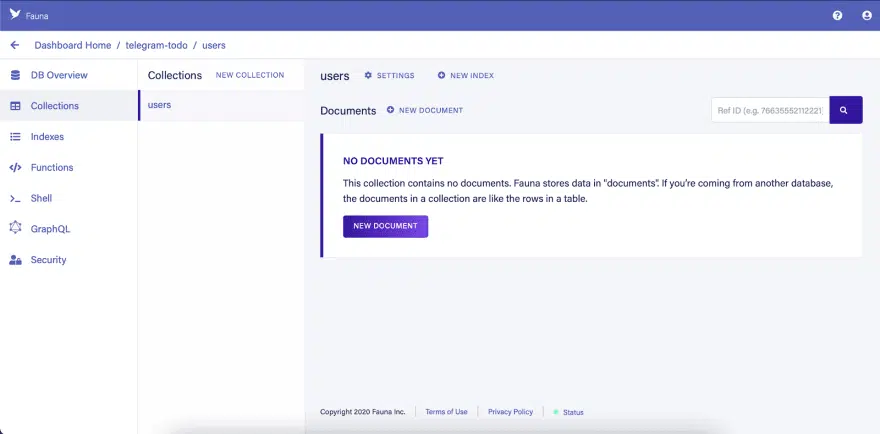 Fauna
Dashboard Home / telegram-todo / users
DB Overview
Collections
Indexes
Functions
Shell
GraphQL
Security
Collections NEW COLLECTION
users
users SETTINGS NEW INDEX
Documents NEW DOCUMENT
Ref ID (e.g. 76635552112221)
NO DOCUMENTS YET
This collection contains no documents. Fauna stores data in "documents". If you're coming from another database,
the documents in a collection are like the rows in a table.
NEW DOCUMENT
Copyright 2020 Fauna Inc. Terms of Use Privacy Policy Status